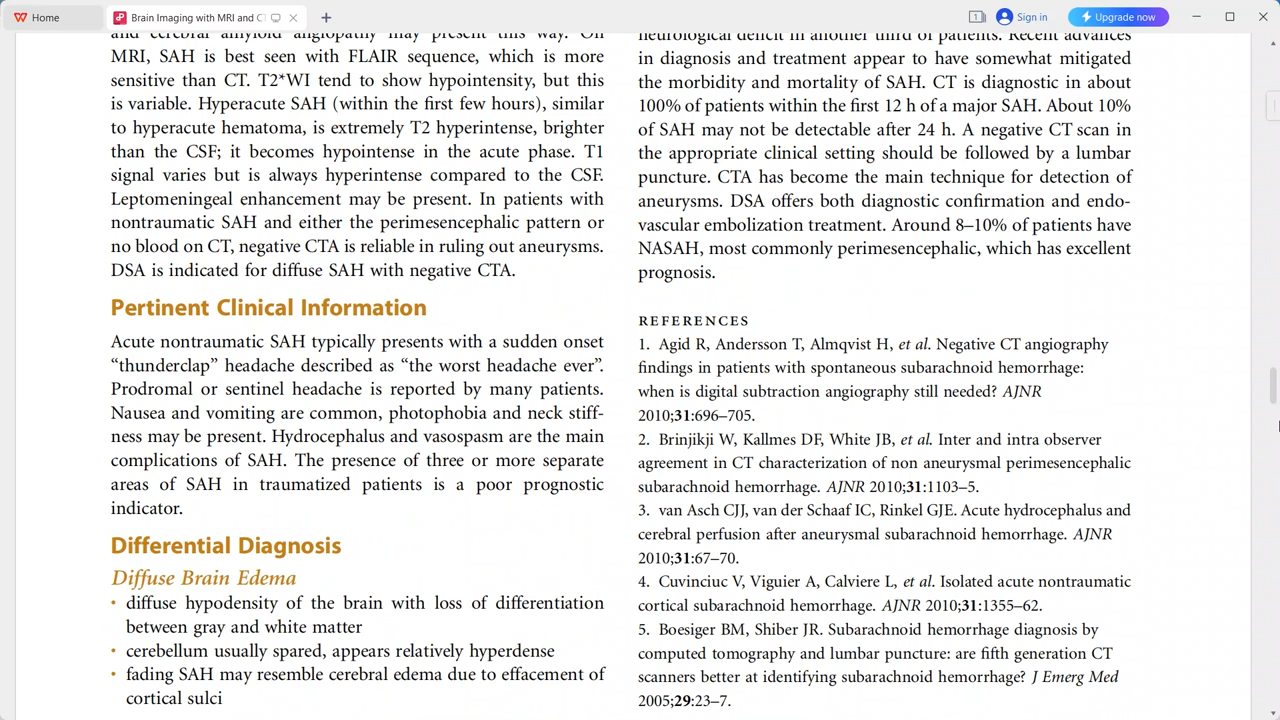 Home
Brain Imaging with MRI and C
Sign in
Upgrade now
and cerebral amyloid angiopathy may present this way. On
MRI, SAH is best seen with FLAIR sequence, which is more
sensitive than CT. T2*WI tend to show hypointensity, but this
is variable. Hyperacute SAH (within the first few hours), similar
to hyperacute hematoma, is extremely T2 hyperintense, brighter
than the CSF; it becomes hypointense in the acute phase. T1
signal varies but is always hyperintense compared to the CSF.
Leptomeningeal enhancement may be present. In patients with
nontraumatic SAH and either the perimesencephalic pattern or
no blood on CT, negative CTA is reliable in ruling out aneurysms.
DSA is indicated for diffuse SAH with negative CTA.
Pertinent Clinical Information
Acute nontraumatic SAH typically presents with a sudden onset
“thunderclap” headache described as “the worst headache ever”.
Prodromal or sentinel headache is reported by many patients.
Nausea and vomiting are common, photophobia and neck stiff-
ness may be present. Hydrocephalus and vasospasm are the main
complications of SAH. The presence of three or more separate
areas of SAH in traumatized patients is a poor prognostic
indicator.
Differential Diagnosis
Diffuse Brain Edema
• diffuse hypodensity of the brain with loss of differentiation
between gray and white matter
• cerebellum usually spared, appears relatively hyperdense
• fading SAH may resemble cerebral edema due to effacement of
cortical sulci
neurological deficit in another third of patients. Recent advances
in diagnosis and treatment appear to have somewhat mitigated
the morbidity and mortality of SAH. CT is diagnostic in about
100% of patients within the first 12 h of a major SAH. About 10%
of SAH may not be detectable after 24 h. A negative CT scan in
the appropriate clinical setting should be followed by a lumbar
puncture. CTA has become the main technique for detection of
aneurysms. DSA offers both diagnostic confirmation and endo-
vascular embolization treatment. Around 8–10% of patients have
NASAH, most commonly perimesencephalic, which has excellent
prognosis.
REFERENCES
1. Agid R, Andersson T, Almqvist H, et al. Negative CT angiography
findings in patients with spontaneous subarachnoid hemorrhage:
when is digital subtraction angiography still needed? AJNR
2010;31:696–705.
2. Brinjikji W, Kallmes DF, White JB, et al. Inter and intra observer
agreement in CT characterization of non aneurysmal perimesencephalic
subarachnoid hemorrhage. AJNR 2010;31:1103–5.
3. van Asch CJJ, van der Schaaf IC, Rinkel GJE. Acute hydrocephalus and
cerebral perfusion after aneurysmal subarachnoid hemorrhage. AJNR
2010;31:67–70.
4. Cuvinciuc V, Viguier A, Calviere L, et al. Isolated acute nontraumatic
cortical subarachnoid hemorrhage. AJNR 2010;31:1355–62.
5. Boesiger BM, Shiber JR. Subarachnoid hemorrhage diagnosis by
computed tomography and lumbar puncture: are fifth generation CT
scanners better at identifying subarachnoid hemorrhage? J Emerg Med
2005;29:23–7.